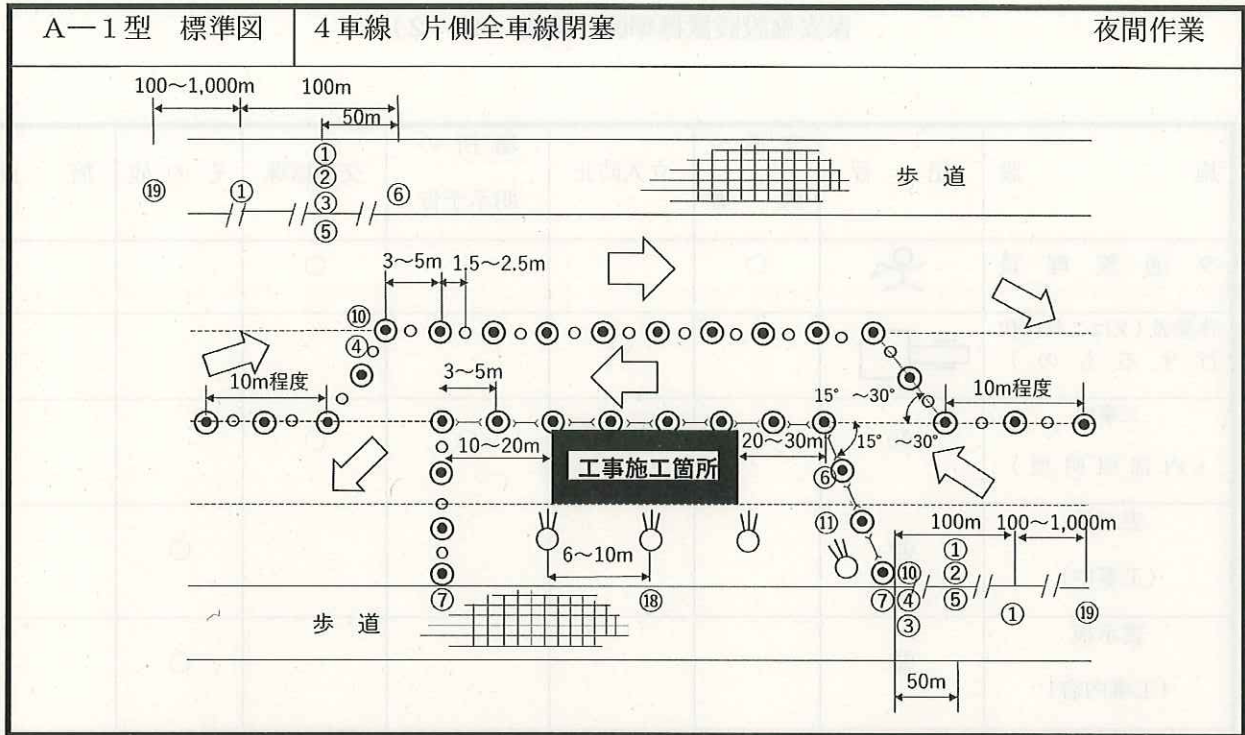 A—1型 標準図 4車線 片側全車線閉塞 夜間作業
100〜1,000m 100m
50m
①
②
⑲ ① ③ ⑥
⑤
歩 道
3〜5m 1.5〜2.5m
⑩
④
10m程度 3〜5m 15° 〜30° 10m程度
10〜20m 20〜30m 15° 〜30°
工事施工箇所 ⑥
⑪ 100m 100〜1,000m
6〜10m ①
⑦ ⑱ ⑦ ⑩ ②
④ ⑤ ① ⑲
歩 道 ③
50m